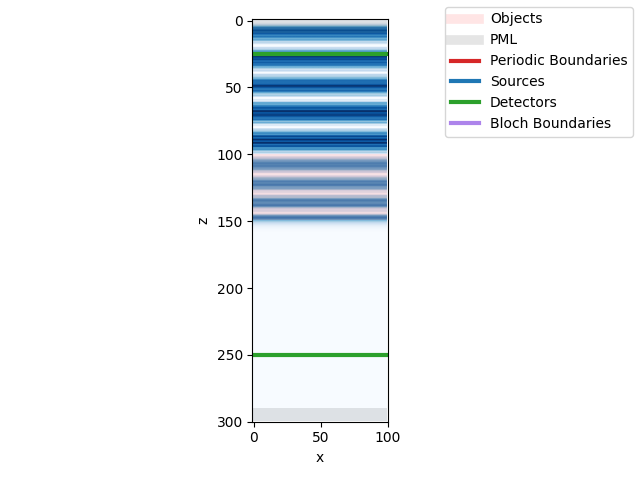 0
50
100
150
200
250
300
z
0
50
100
x
Objects
PML
Periodic Boundaries
Sources
Detectors
Bloch Boundaries